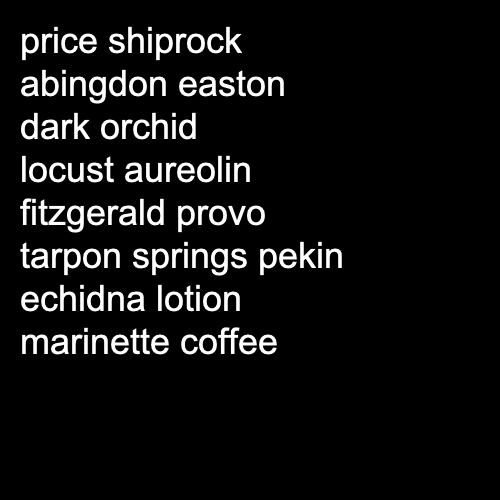 price shiprock
abingdon easton
dark orchid
locust aureolin
fitzgerald provo
tarpon springs pekin
echidna lotion
marinette coffee